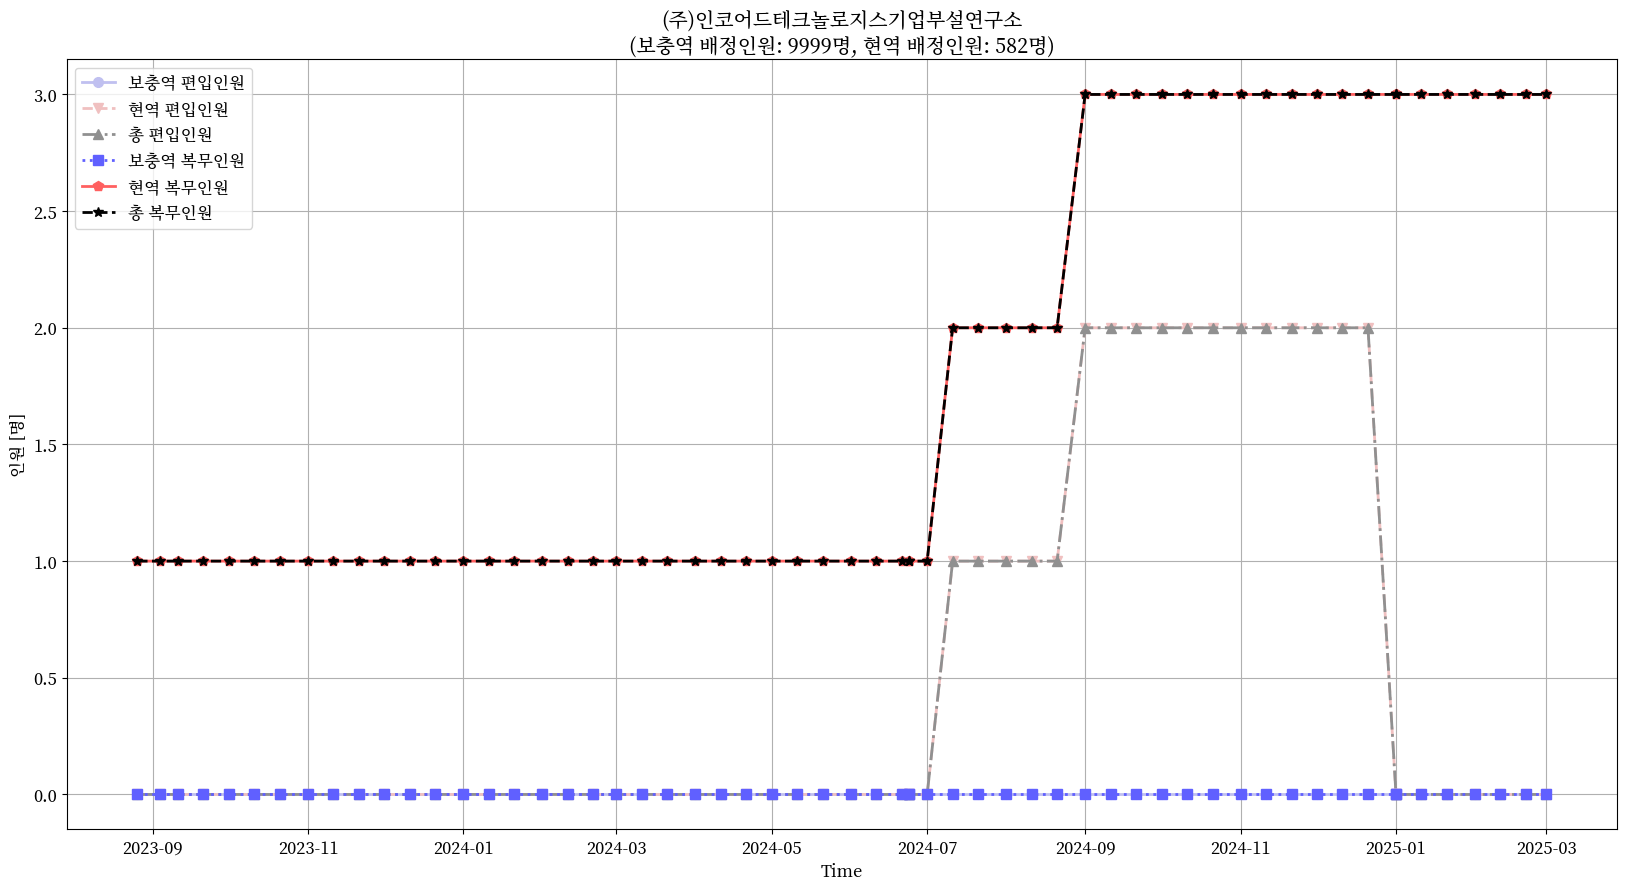 (주)인코어드테크놀로지스기업부설연구소
(보충역 배정인원: 9999명, 현역 배정인원: 582명)
보충역 편입인원
현역 편입인원
총 편입인원
보충역 복무인원
현역 복무인원
총 복무인원
인원 [명]
3.0
2.5
2.0
1.5
1.0
0.5
0.0
2023-09
2023-11
2024-01
2024-03
2024-05
2024-07
2024-09
2024-11
2025-01
2025-03
Time